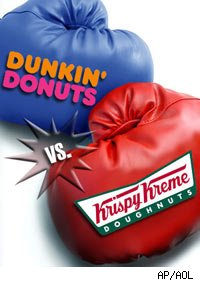 DUNKIN'
DONUTS
VS.
Krispy Kreme
DOUGHNUTS
AP/AOL